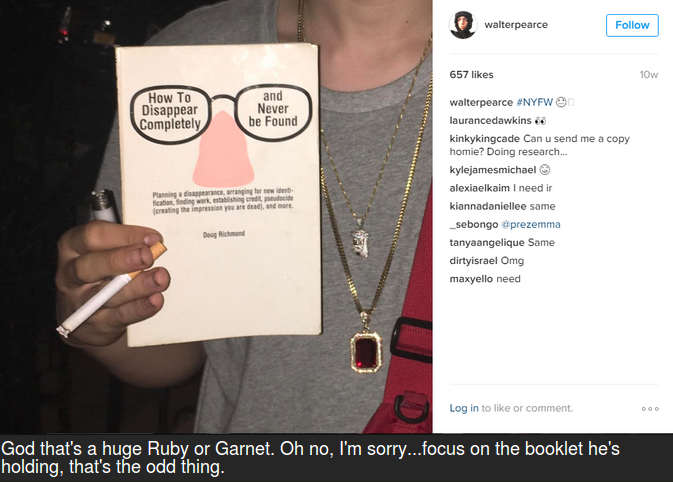 How To
Disappear
Completely
and
Never
be Found
Planning a disappearance, arranging for new identi-
fication, finding work, establishing credit, pseudocide
(creating the impression you are dead), and more.
Doug Richmond
walterpearce
Follow
657 likes
10w
walterpearce #NYFW
laurancedawkins
kinkykingcade Can u send me a copy
homie? Doing research...
kylejamesmichael
alexiaelkaim I need ir
kiannadaniellee same
_sebongo @prezemma
tanyaangelique Same
dirtyisrael Omg
maxyello need
Log in to like or comment.
God that's a huge Ruby or Garnet. Oh no, I'm sorry...focus on the booklet he's
holding, that's the odd thing.